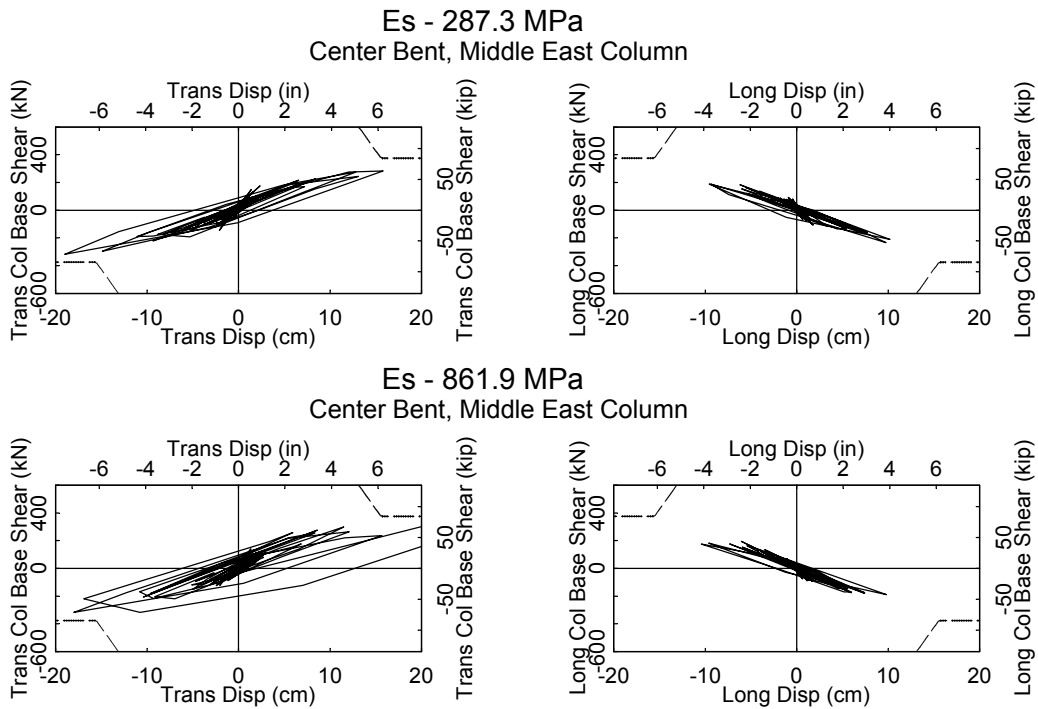 Es - 287.3 MPa
Center Bent, Middle East Column
Trans Disp (in)
-6 -4 -2 0 2 4 6
Trans Col Base Shear (kN)
400
0
-600
50
-50
Trans Col Base Shear (kip)
-20 -10 0 10 20
Trans Disp (cm)
Long Disp (in)
-6 -4 -2 0 2 4 6
Long Col Base Shear (kN)
400
0
-600
50
-50
Long Col Base Shear (kip)
-20 -10 0 10 20
Long Disp (cm)
Es - 861.9 MPa
Center Bent, Middle East Column
Trans Disp (in)
-6 -4 -2 0 2 4 6
Trans Col Base Shear (kN)
400
0
-600
50
-50
Trans Col Base Shear (kip)
-20 -10 0 10 20
Trans Disp (cm)
Long Disp (in)
-6 -4 -2 0 2 4 6
Long Col Base Shear (kN)
400
0
-600
50
-50
Long Col Base Shear (kip)
-20 -10 0 10 20
Long Disp (cm)